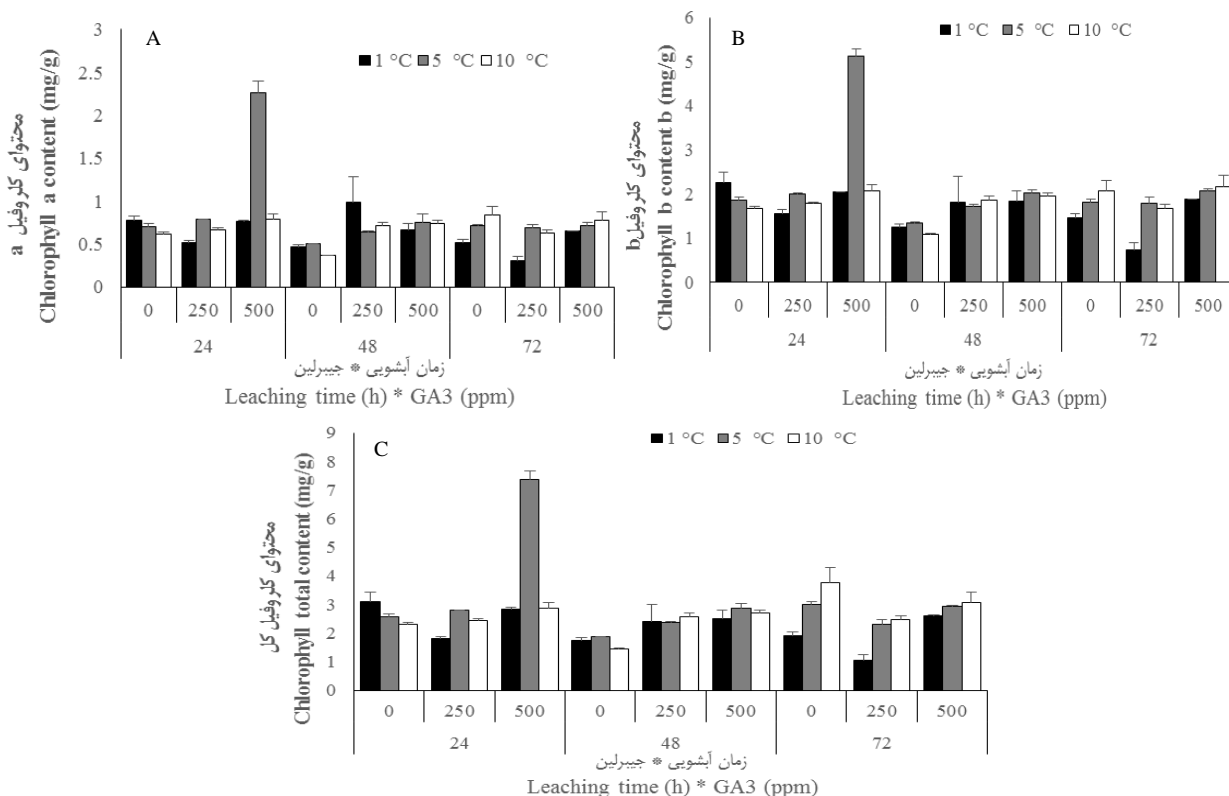 A
1 °C 5 °C 10 °C
3
2.5
2
1.5
1
0.5
0
محتوای کلروفیل a
Chlorophyll a content (mg/g)
0 250 500 0 250 500 0 250 500
24 48 72
زمان آبشویی * جیبرلین
Leaching time (h) * GA3 (ppm)
B
1 °C 5 °C 10 °C
6
5
4
3
2
1
0
محتوای کلروفیل b
Chlorophyll b content b (mg/g)
0 250 500 0 250 500 0 250 500
24 48 72
زمان آبشویی * جیبرلین
Leaching time (h) * GA3 (ppm)
C
1 °C 5 °C 10 °C
9
8
7
6
5
4
3
2
1
0
محتوای کلروفیل کل
Chlorophyll total content (mg/g)
0 250 500 0 250 500 0 250 500
24 48 72
زمان آبشویی * جیبرلین
Leaching time (h) * GA3 (ppm)